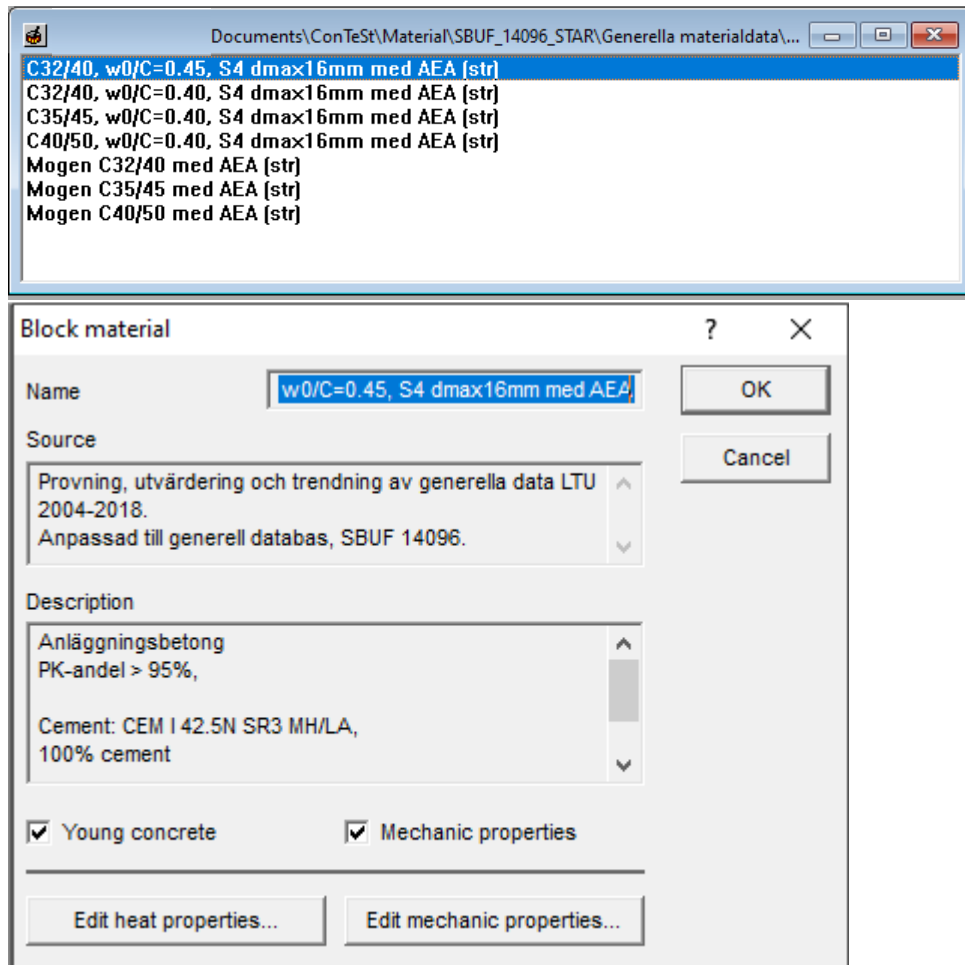 Documents\ConTeSt\Material\SBUF_14096_STAR\Generella materialdata\...
C32/40, w0/C=0.45, S4 dmax16mm med AEA (str)
C32/40, w0/C=0.40, S4 dmax16mm med AEA (str)
C35/45, w0/C=0.40, S4 dmax16mm med AEA (str)
C40/50, w0/C=0.40, S4 dmax16mm med AEA (str)
Mogen C32/40 med AEA (str)
Mogen C35/45 med AEA (str)
Mogen C40/50 med AEA (str)
Block material
Name w0/C=0.45, S4 dmax16mm med AEA,
OK
Source
Cancel
Provning, utvärdering och trendning av generella data LTU
2004-2018.
Anpassad till generell databas, SBUF 14096.
Description
Anläggningsbetong
PK-andel > 95%,
Cement: CEM I 42.5N SR3 MH/LA,
100% cement
Young concrete
Mechanic properties
Edit heat properties...
Edit mechanic properties...